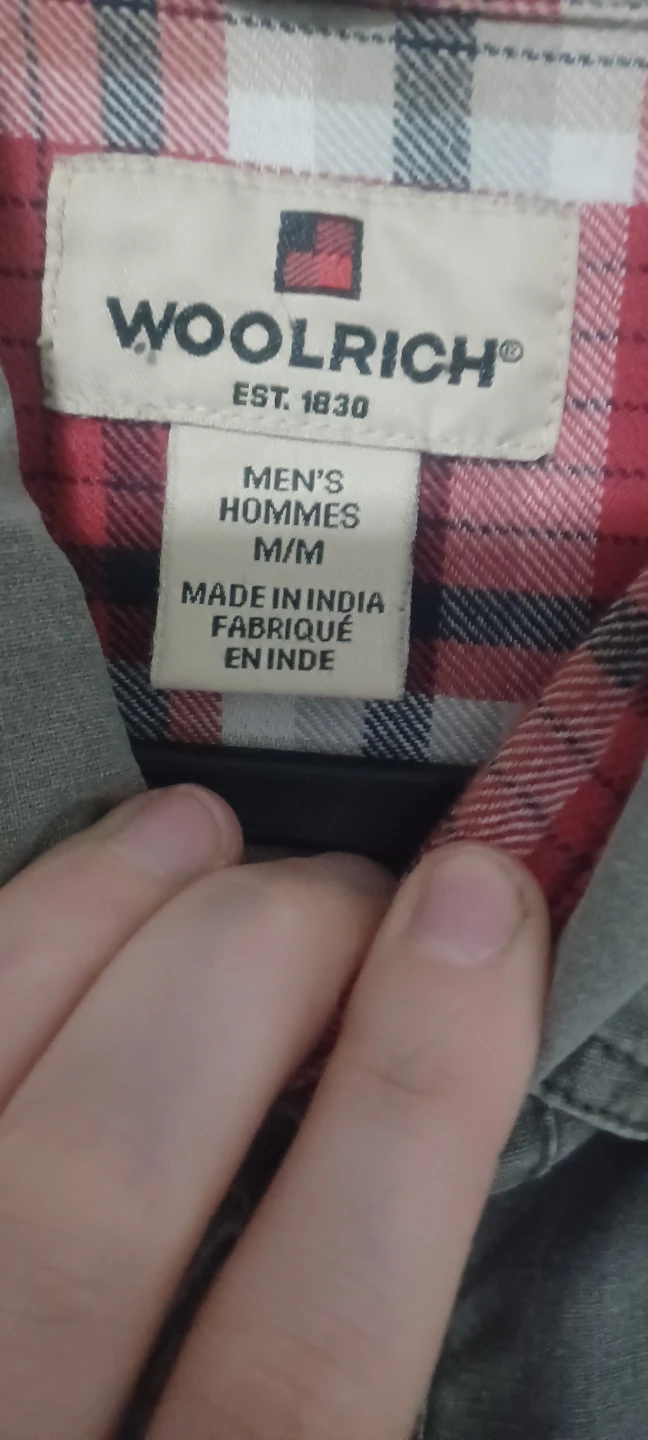 WOOLRICH®
EST. 1830
MEN'S
HOMMES
M/M
MADE IN INDIA
FABRIQUÉ
EN INDE